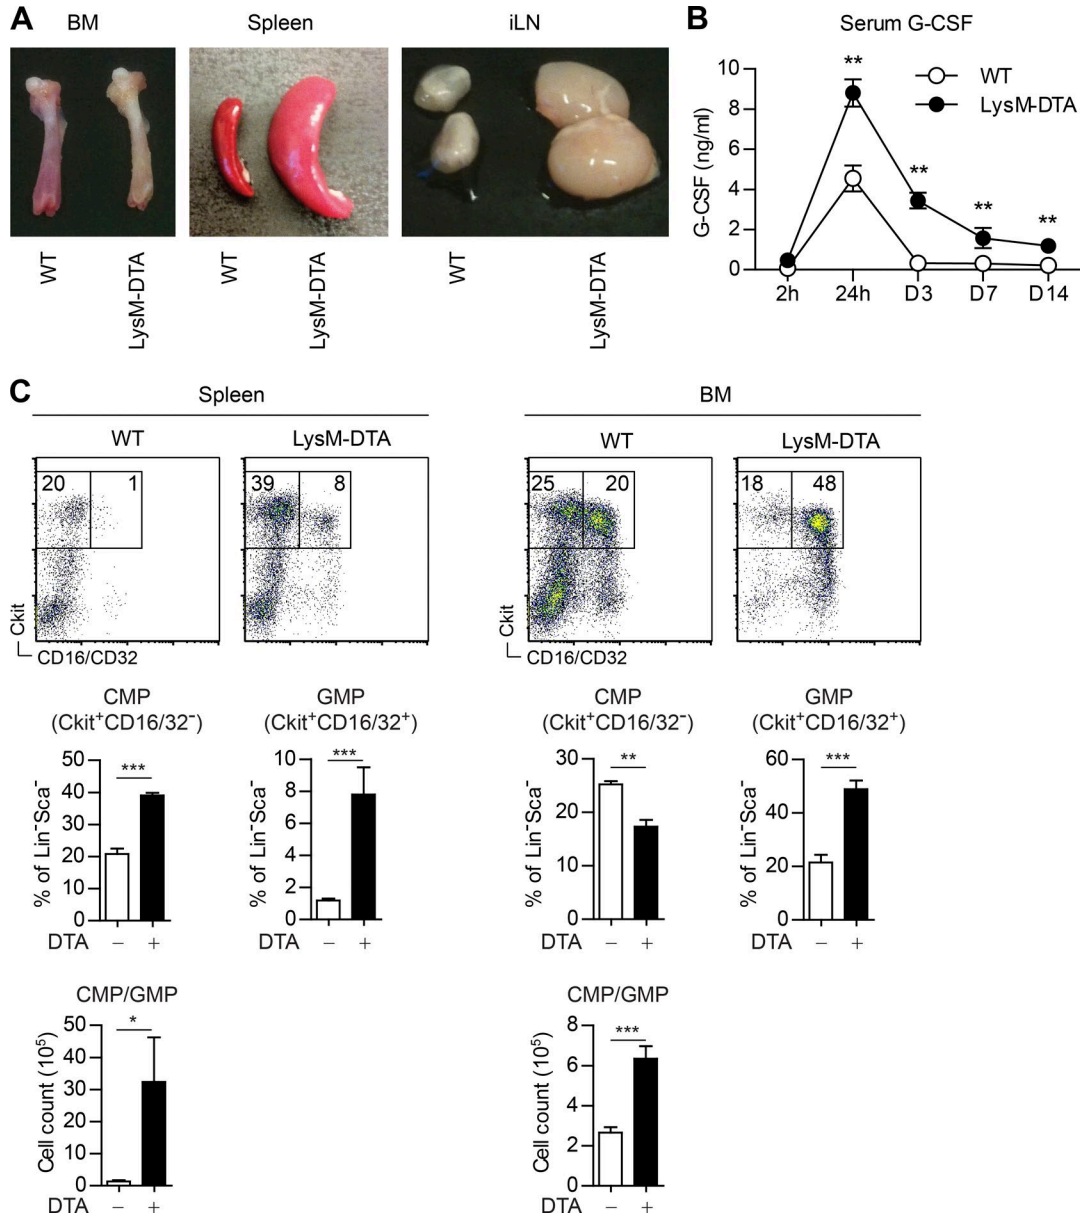 A
BM
Spleen
iLN
WT
LysM-DTA
WT
LysM-DTA
WT
LysM-DTA
B
Serum G-CSF
G-CSF (ng/ml)
10
8
6
4
2
0
WT
LysM-DTA
**
**
**
**
2h 24h D3 D7 D14
C
Spleen
WT
LysM-DTA
20 1
39 8
Ckit
CD16/CD32
BM
WT
LysM-DTA
25 20
18 48
Ckit
CD16/CD32
CMP
(Ckit⁺CD16/32⁻)
% of Lin⁻Sca⁻
50
40
30
20
10
0
***
DTA − +
GMP
(Ckit⁺CD16/32⁺)
% of Lin⁻Sca⁻
10
8
6
4
2
0
***
DTA − +
CMP
(Ckit⁺CD16/32⁻)
% of Lin⁻Sca⁻
30
20
10
0
**
DTA − +
GMP
(Ckit⁺CD16/32⁺)
% of Lin⁻Sca⁻
60
40
20
0
***
DTA − +
CMP/GMP
Cell count (10⁵)
50
40
30
20
10
0
*
DTA − +
CMP/GMP
Cell count (10⁵)
8
6
4
2
0
***
DTA − +